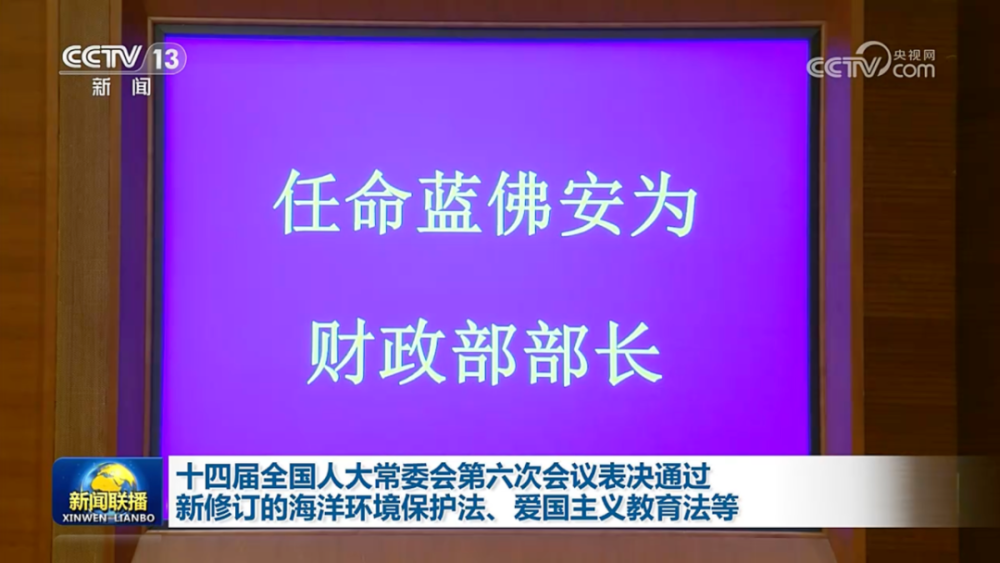 CCTV 13
新闻
央视网
CCTV.com
任命蓝佛安为
财政部部长
新闻联播
XINWEN-LIANBO
十四届全国人大常委会第六次会议表决通过
新修订的海洋环境保护法、爱国主义教育法等